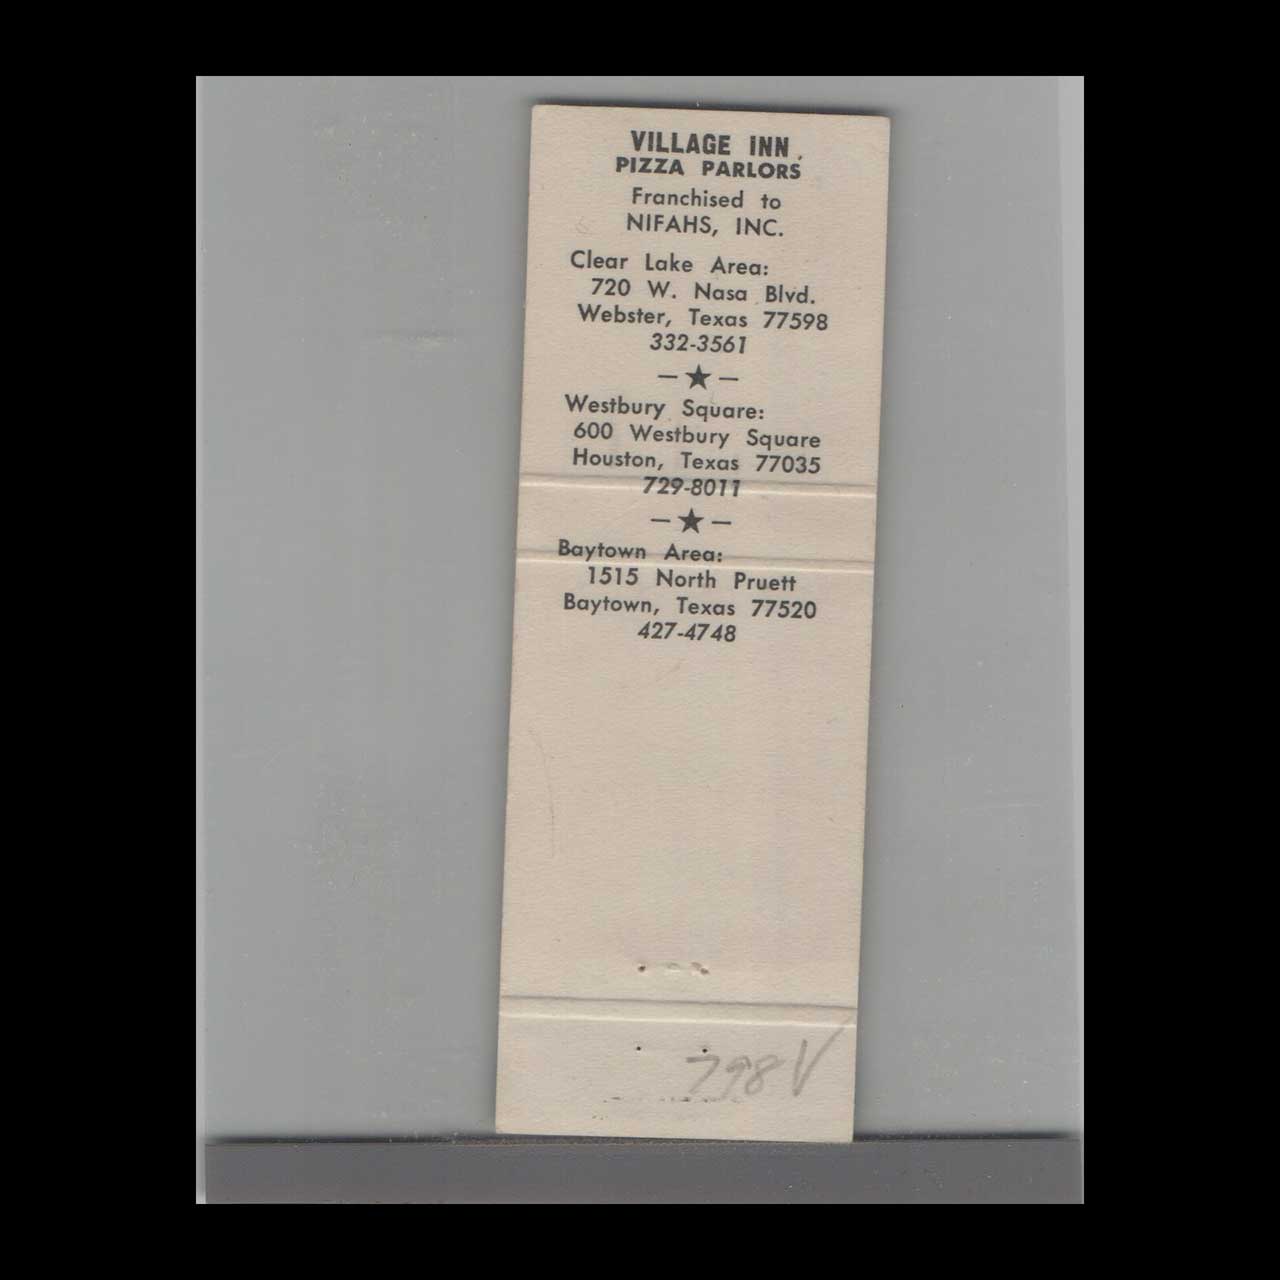 VILLAGE INN
PIZZA PARLORS
Franchised to
NIFAHS, INC.
Clear Lake Area:
720 W. Nasa Blvd.
Webster, Texas 77598
332-3561
–★–
Westbury Square:
600 Westbury Square
Houston, Texas 77035
729-8011
–★–
Baytown Area:
1515 North Pruett
Baytown, Texas 77520
427-4748